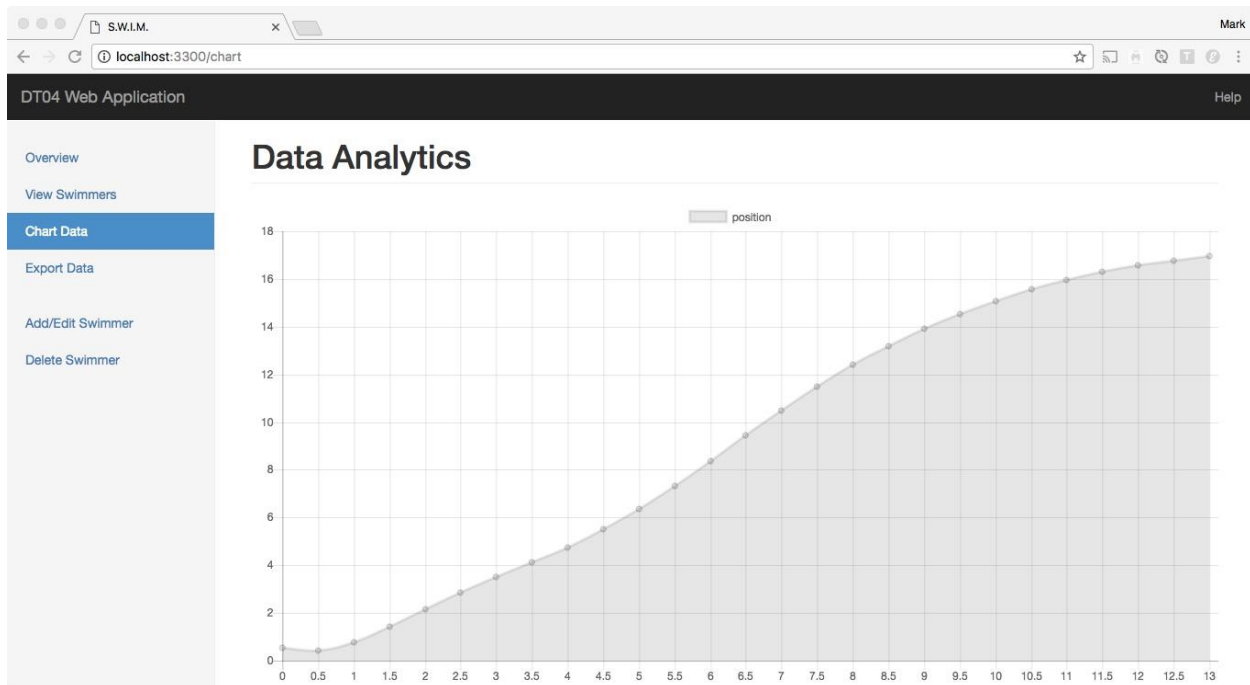 S.W.I.M.
Mark
localhost:3300/chart
DT04 Web Application
Help
Overview
View Swimmers
Chart Data
Export Data
Add/Edit Swimmer
Delete Swimmer
Data Analytics
position
18
16
14
12
10
8
6
4
2
0
0 0.5 1 1.5 2 2.5 3 3.5 4 4.5 5 5.5 6 6.5 7 7.5 8 8.5 9 9.5 10 10.5 11 11.5 12 12.5 13